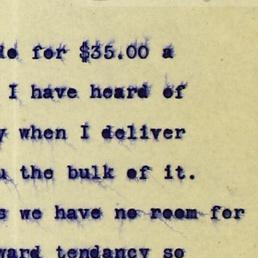 for $35.00 a
I have heard of
when I deliver
the bulk of it.
we have no room for
tendancy so